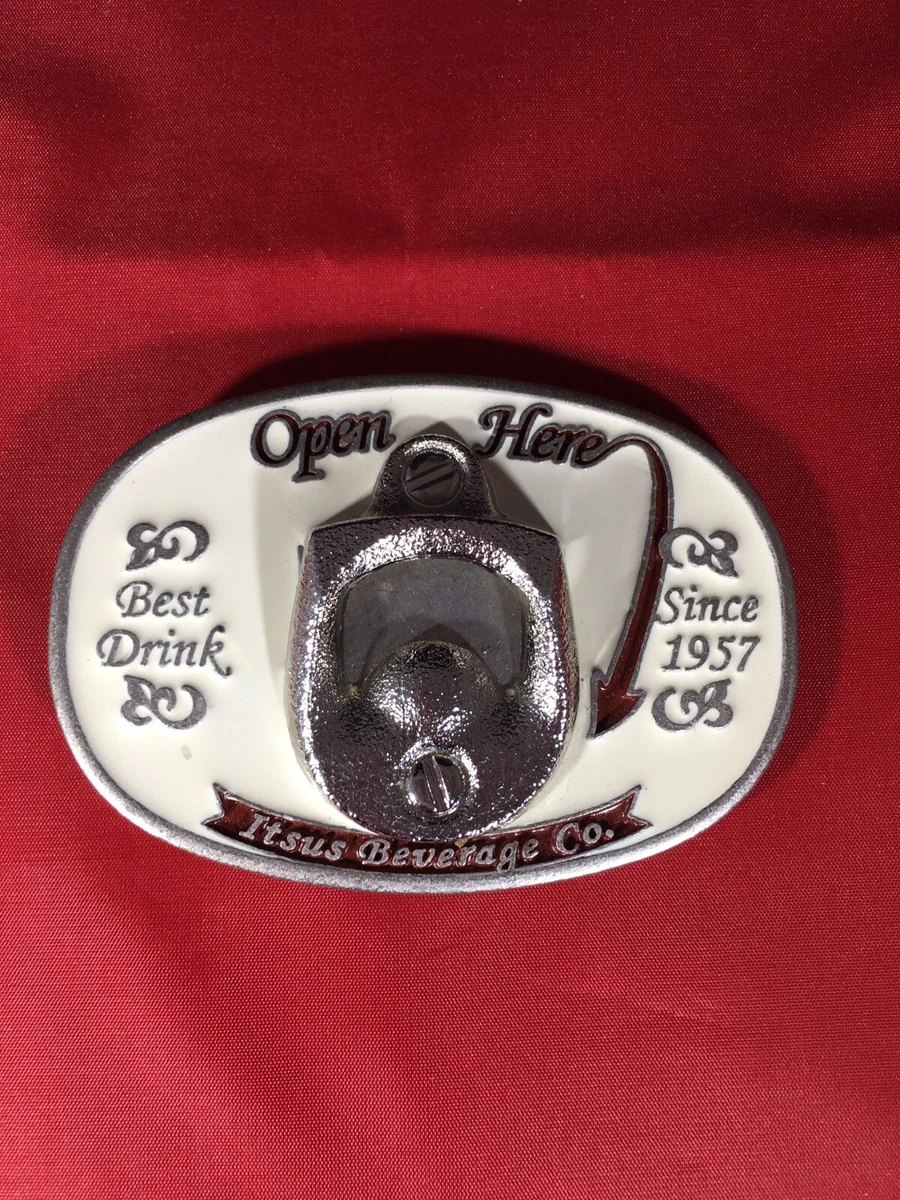 Open Here
Best
Drink
Since
1957
Itsus Beverage Co.